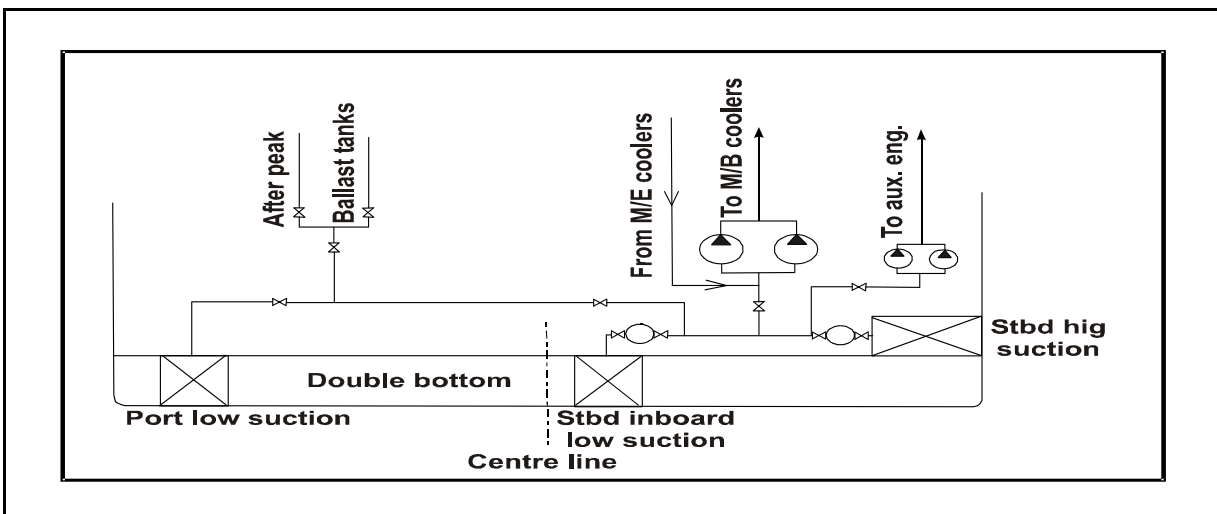 After peak
Ballast tanks
From M/E coolers
To M/B coolers
To aux. eng.
Stbd hig
suction
Double bottom
Port low suction
Stbd inboard
low suction
Centre line